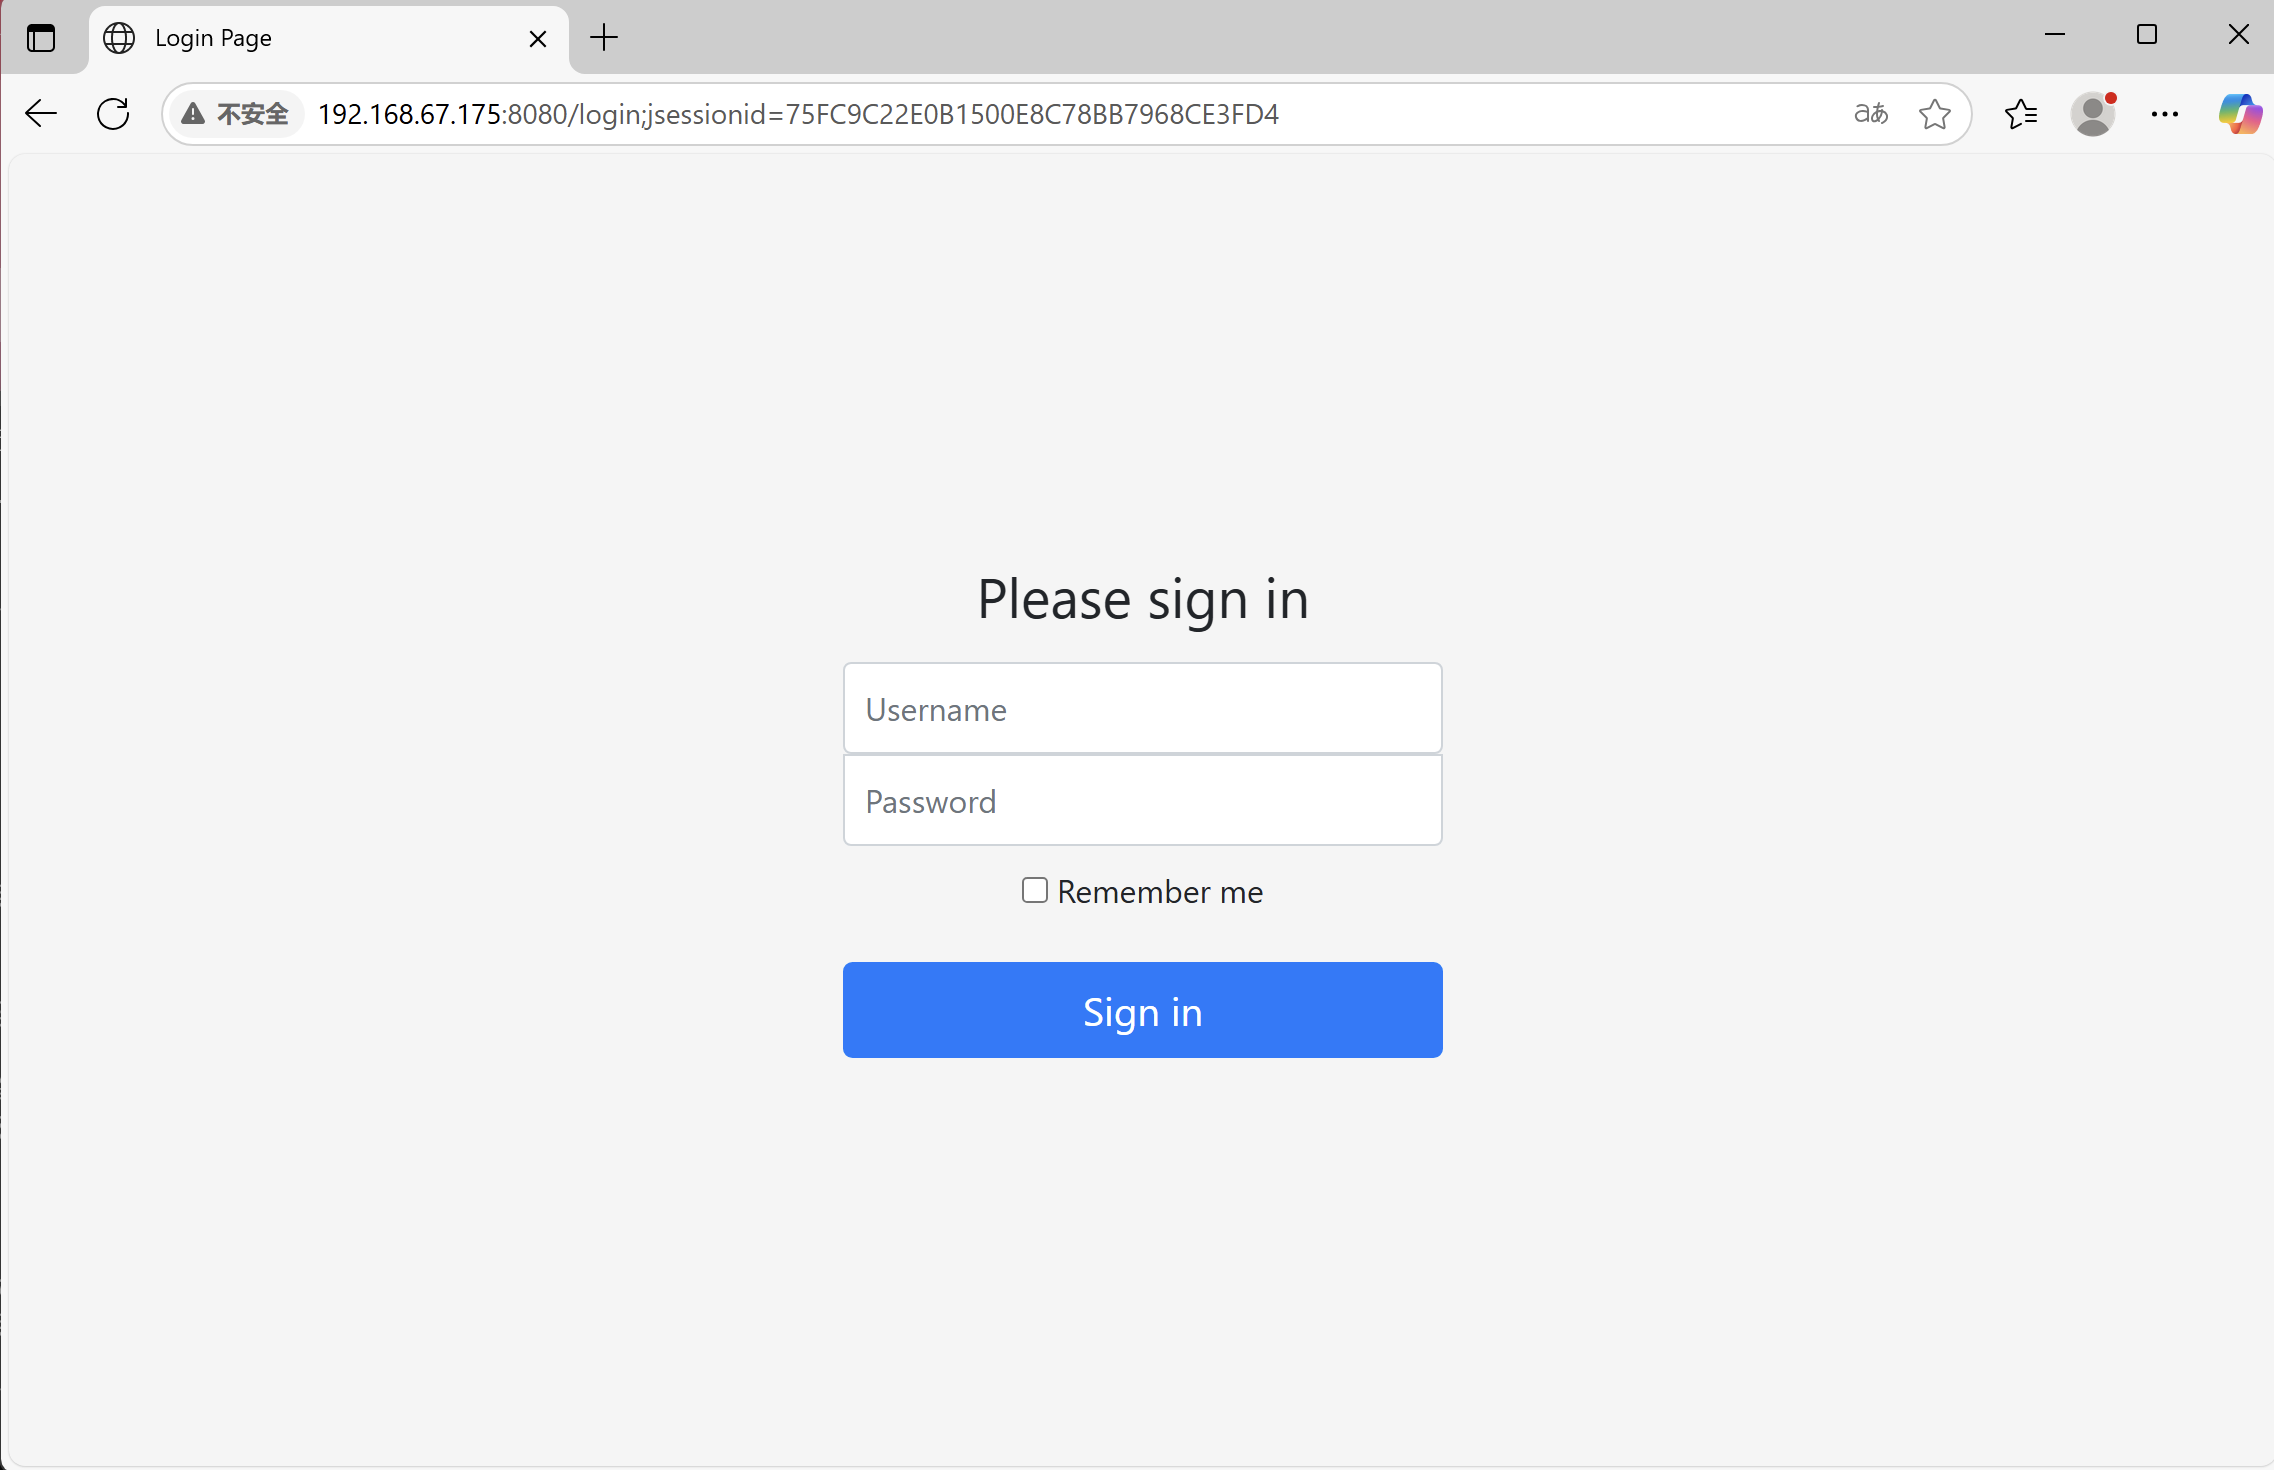 Login Page
不安全 192.168.67.175:8080/login;jsessionid=75FC9C22E0B1500E8C78BB7968CE3FD4 aあ
Please sign in
Username
Password
Remember me
Sign in